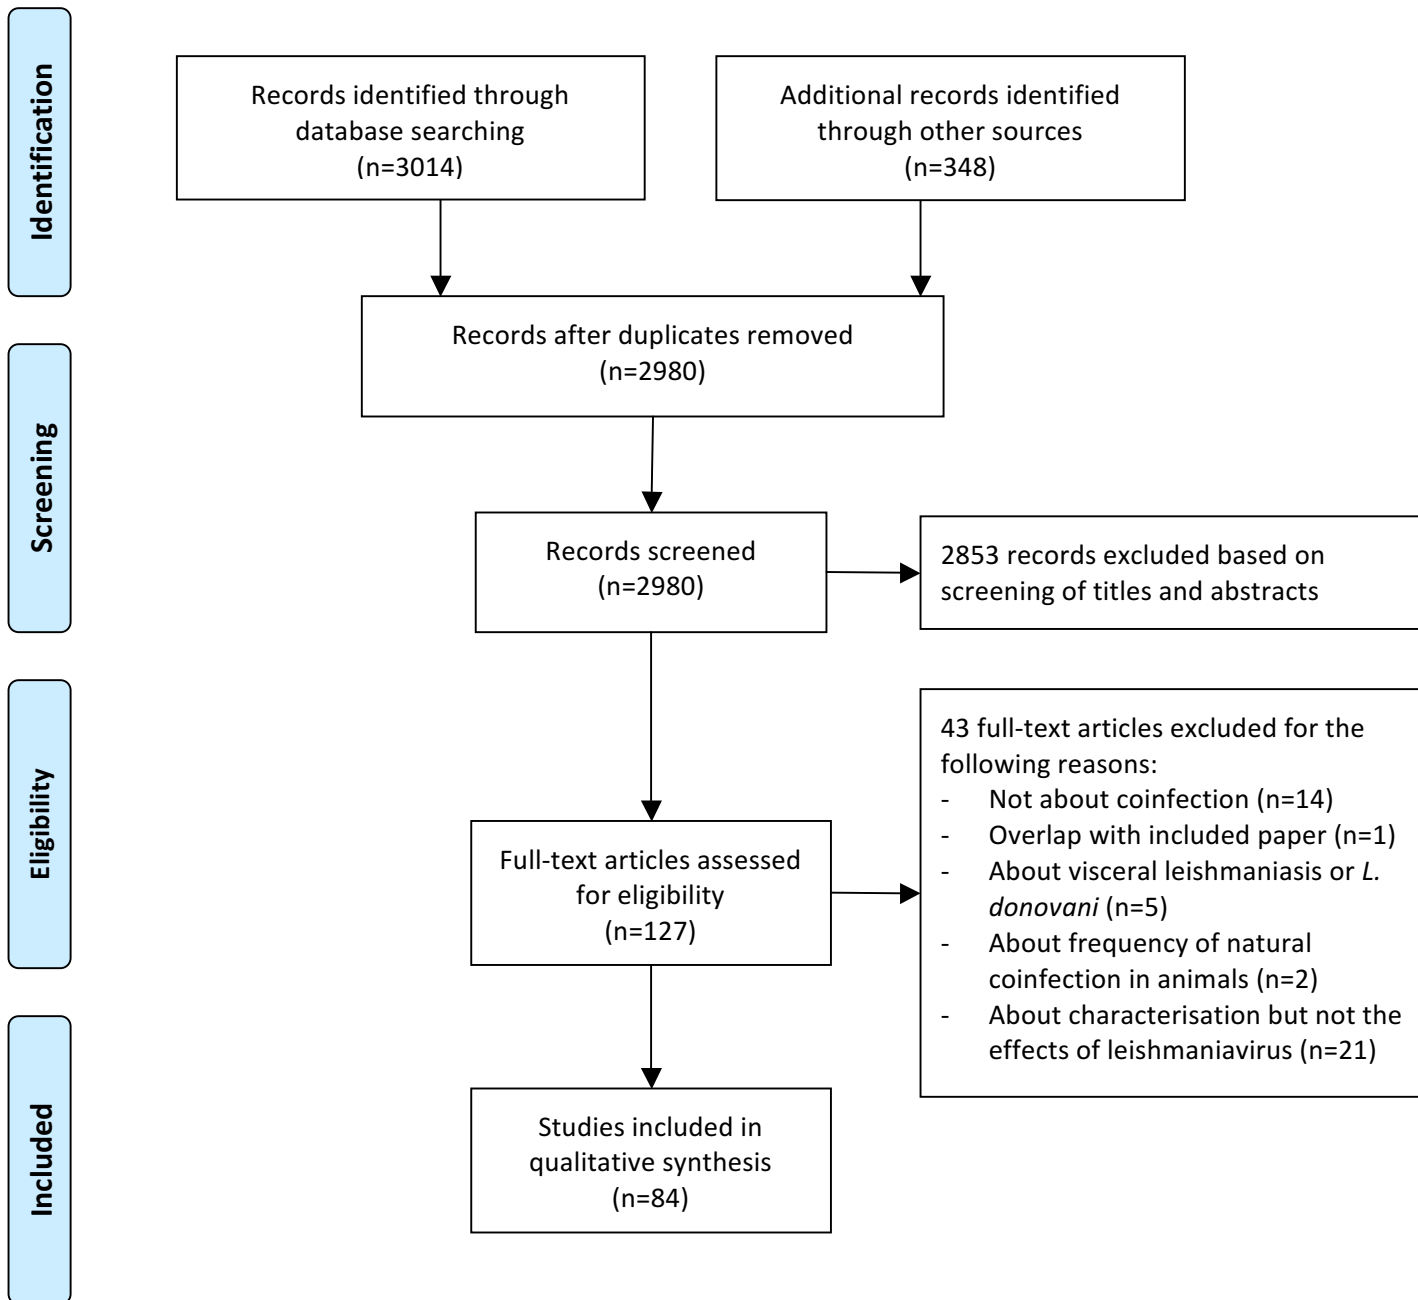 Identification
Records identified through
database searching
(n=3014)
Additional records identified
through other sources
(n=348)
Records after duplicates removed
(n=2980)
Screening
Records screened
(n=2980)
2853 records excluded based on
screening of titles and abstracts
Eligibility
Full-text articles assessed
for eligibility
(n=127)
43 full-text articles excluded for the
following reasons:
- Not about coinfection (n=14)
- Overlap with included paper (n=1)
- About visceral leishmaniasis or L.
donovani (n=5)
- About frequency of natural
coinfection in animals (n=2)
- About characterisation but not the
effects of leishmaniavirus (n=21)
Included
Studies included in
qualitative synthesis
(n=84)